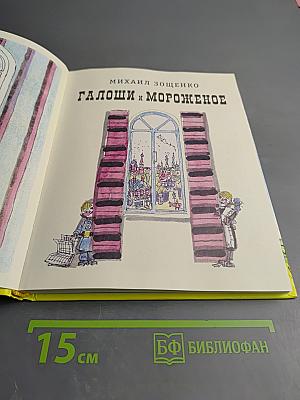 МИХАИЛ ЗОЩЕНКО
ГАЛОШИ И МОРОЖЕНОЕ
15 см
БФ БИБЛИОФАН